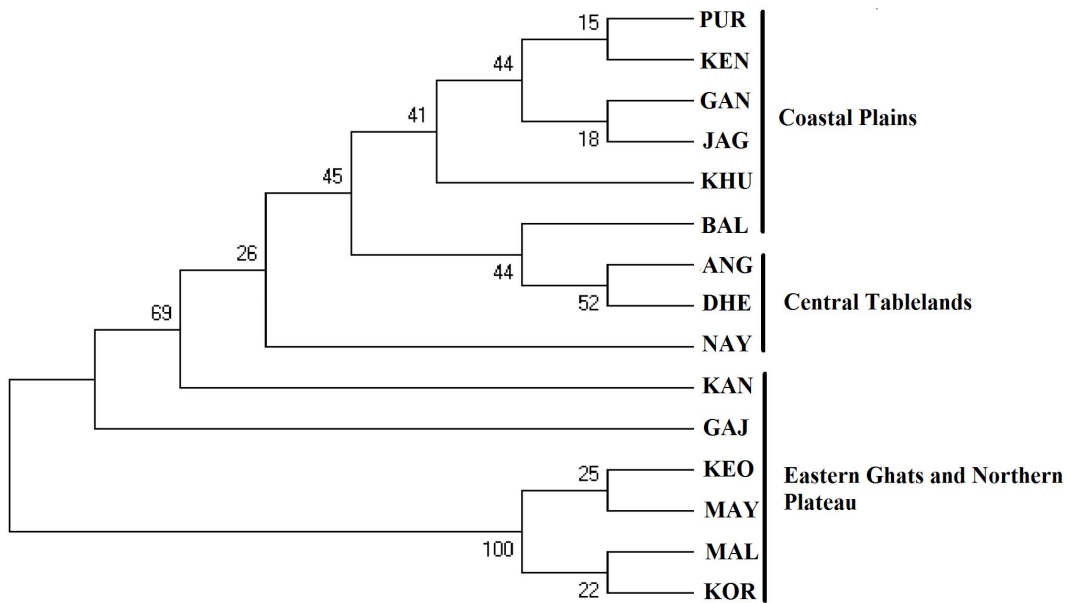 15
PUR
KEN
44
GAN
Coastal Plains
41
18
JAG
45
KHU
BAL
26
44
ANG
52
DHE
Central Tablelands
69
NAY
KAN
GAJ
25
KEO
Eastern Ghats and Northern
Plateau
MAY
100
MAL
22
KOR